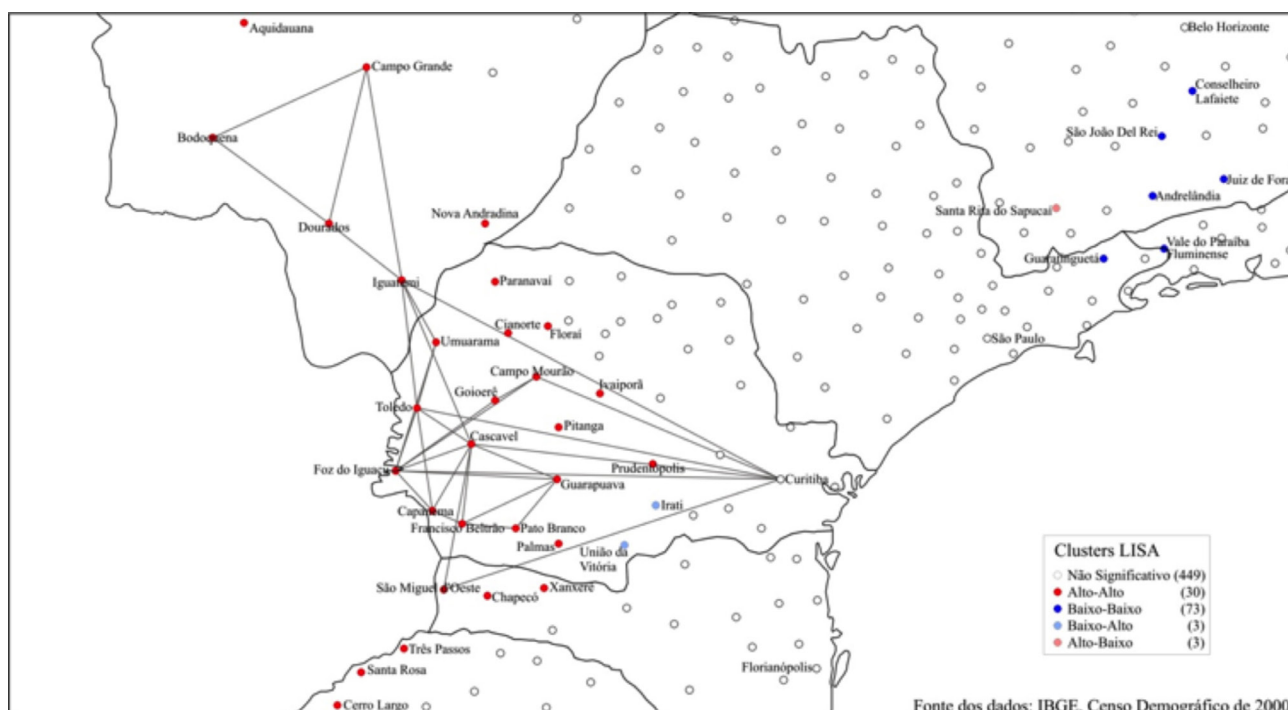 Aquidauana
Belo Horizonte
Campo Grande
Conselheiro
Lafaiete
Bodoquena
São João Del Rei
Juiz de Fora
Andrelândia
Nova Andradina
Santa Rita do Sapucaí
Dourados
Vale do Paraíba
Fluminense
Guaratinguetá
Iguatemi
Paranavaí
Cianorte
Floraí
Umuarama
São Paulo
Campo Mourão
Ivaiporã
Goioerê
Toledo
Pitanga
Cascavel
Foz do Iguaçu
Prudentópolis
Guarapuava
Curitiba
Irati
Capanema
Francisco Beltrão
Pato Branco
Palmas
União da
Vitória
São Miguel d'Oeste
Xanxerê
Chapecó
Três Passos
Santa Rosa
Florianópolis
Cerro Largo
Clusters LISA
Não Significativo (449)
Alto-Alto (30)
Baixo-Baixo (73)
Baixo-Alto (3)
Alto-Baixo (3)
Fonte dos dados: IBGE, Censo Demográfico de 2000